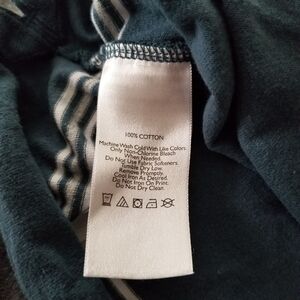 100% COTTON
Machine Wash Cold With Like Colors
Only Non-Chlorine Bleach
When Needed.
Do Not Use Fabric Softeners.
Tumble Dry Low.
Remove Promptly.
Cool Iron As Desired.
Do Not Iron On Print.
Do Not Dry Clean.